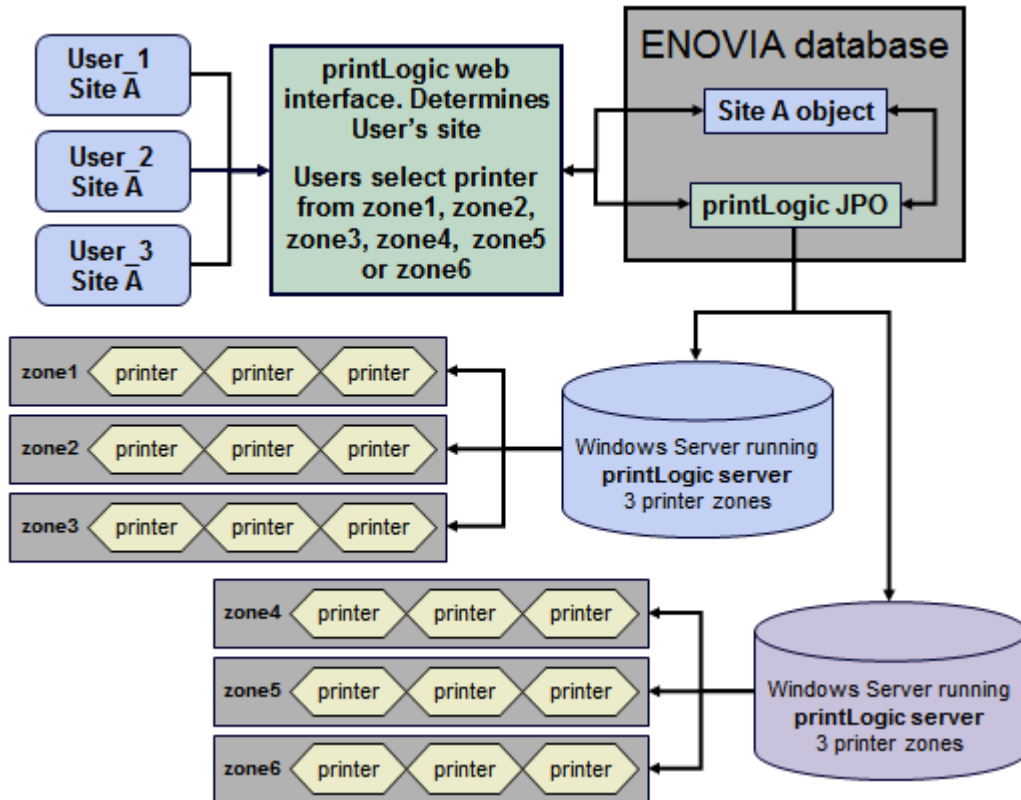 User_1
Site A
User_2
Site A
User_3
Site A
printLogic web
interface. Determines
User's site
Users select printer
from zone1, zone2,
zone3, zone4, zone5
or zone6
ENOVIA database
Site A object
printLogic JPO
zone1 printer printer printer
zone2 printer printer printer
zone3 printer printer printer
Windows Server running
printLogic server
3 printer zones
zone4 printer printer printer
zone5 printer printer printer
zone6 printer printer printer
Windows Server running
printLogic server
3 printer zones